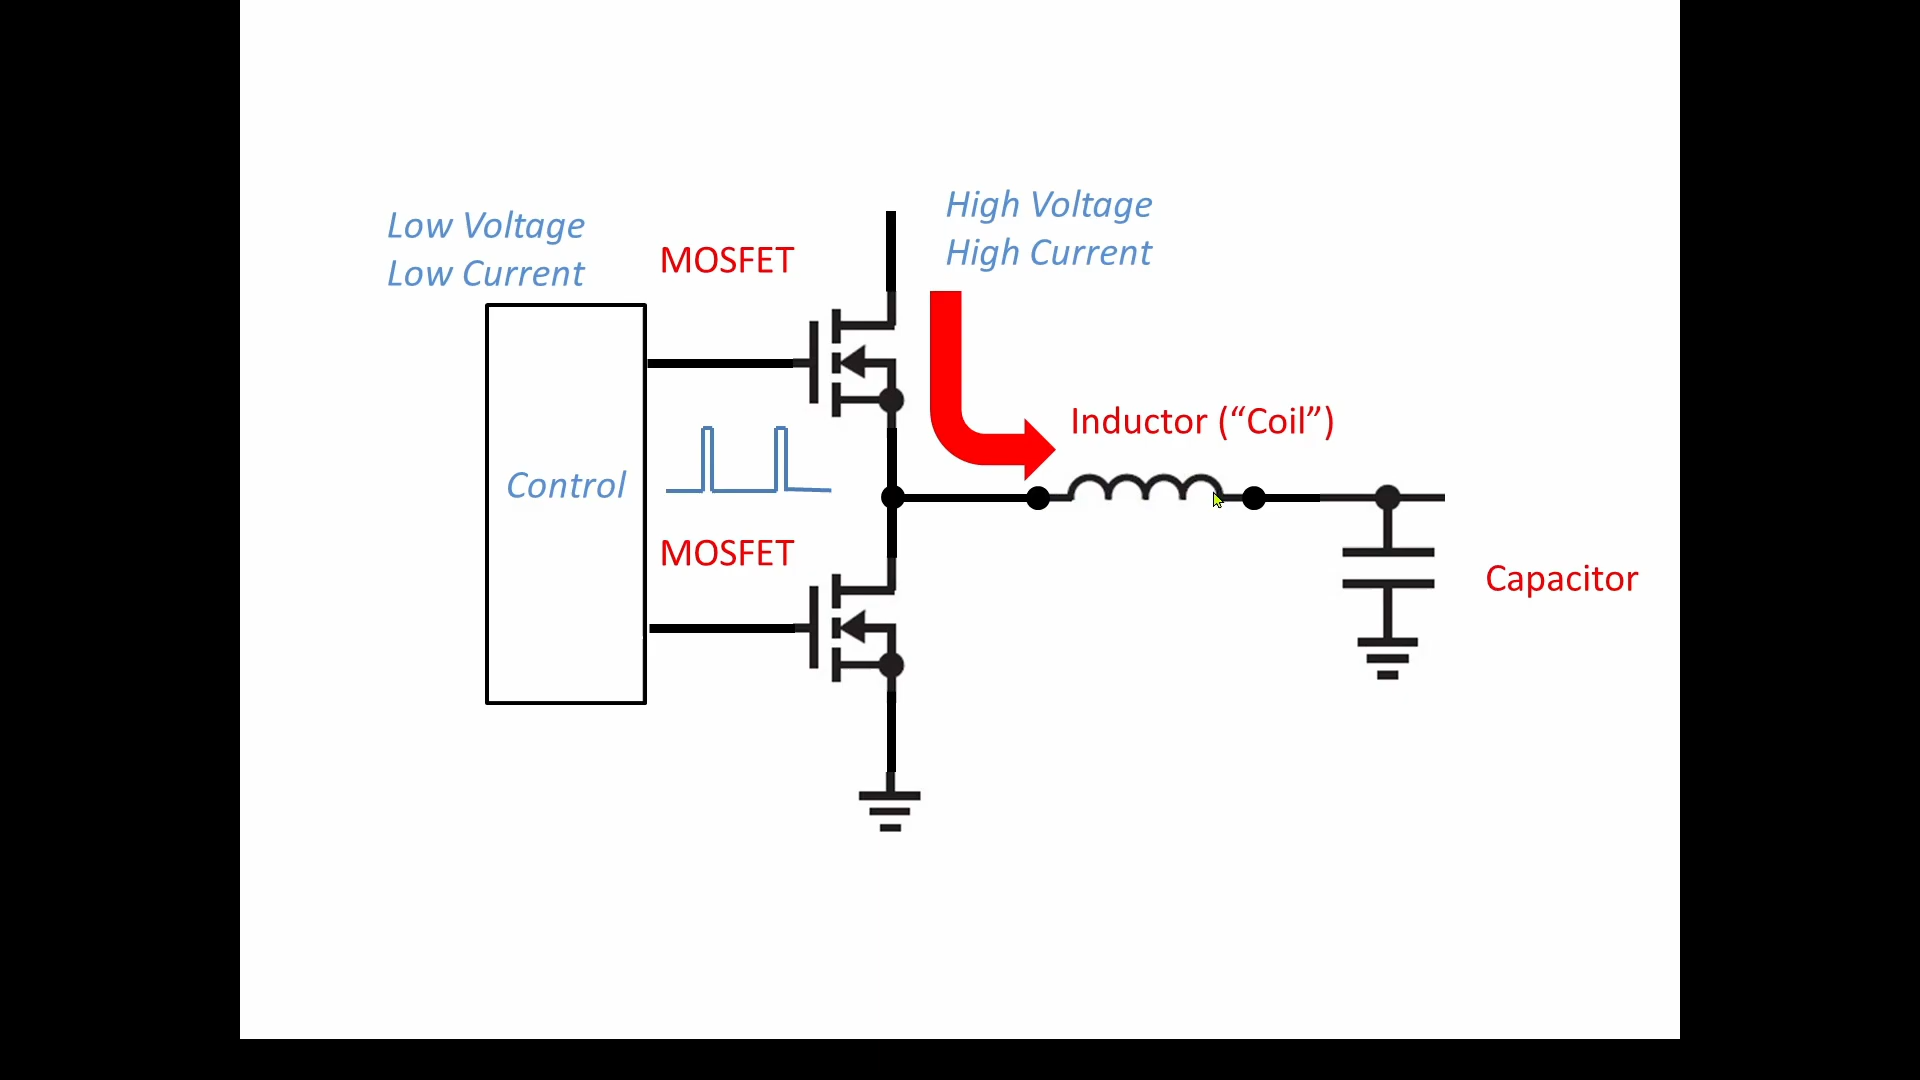 Low Voltage
Low Current
MOSFET
High Voltage
High Current
Inductor (“Coil”)
Control
MOSFET
Capacitor